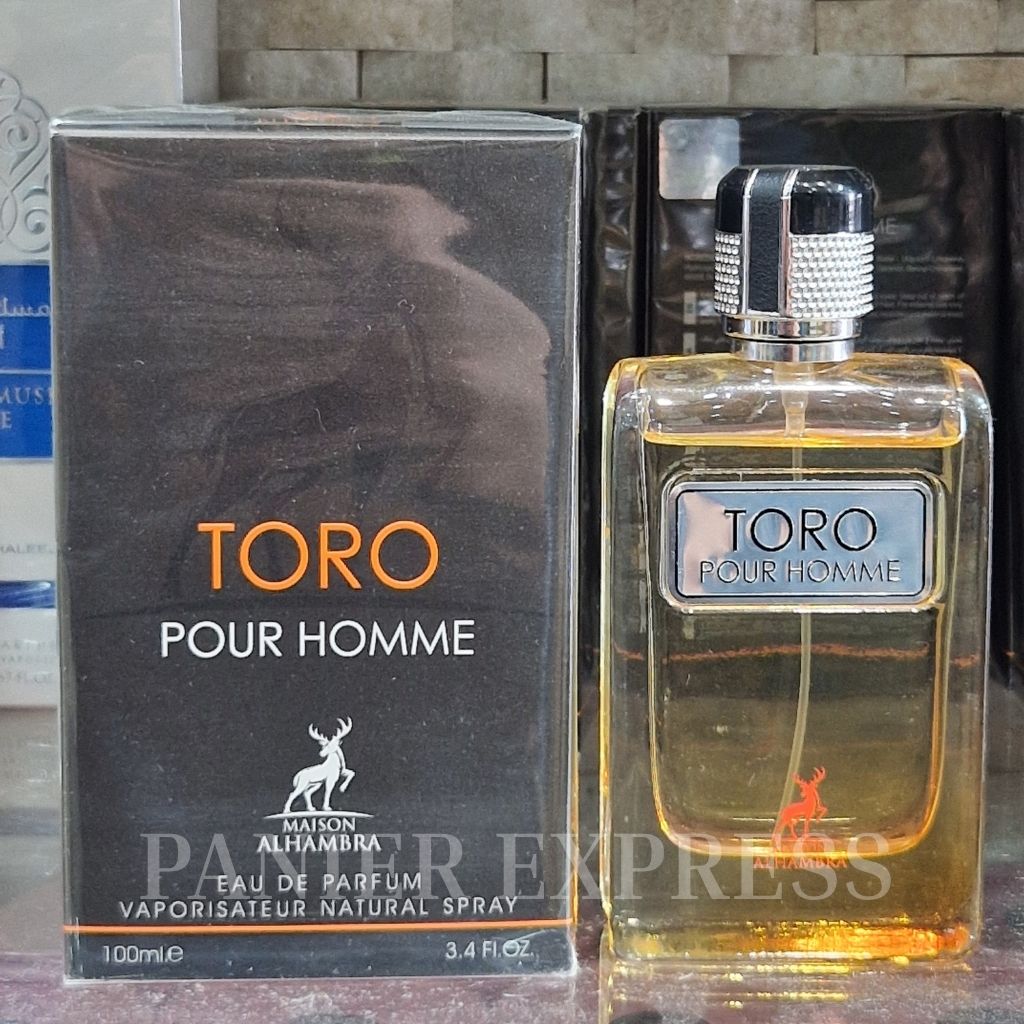 TORO
POUR HOMME
MAISON
ALHAMBRA
EAU DE PARFUM
VAPORISATEUR NATURAL SPRAY
100ml e
3.4 Fl.OZ.
TORO
POUR HOMME
ALHAMBRA
PANIER EXPRESS